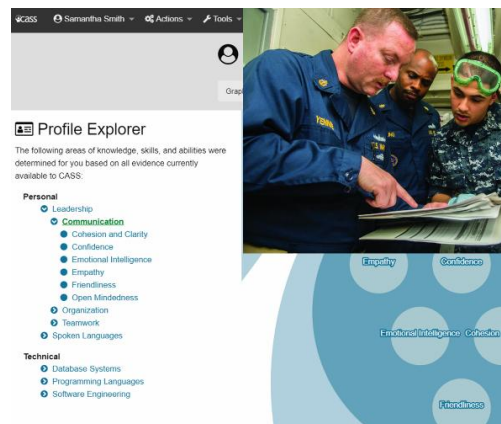 CASS Samantha Smith Actions Tools
Grap
Profile Explorer
The following areas of knowledge, skills, and abilities were
determined for you based on all evidence currently
available to CASS:
Personal
Leadership
Communication
Cohesion and Clarity
Confidence
Emotional Intelligence
Empathy
Friendliness
Open Mindedness
Organization
Teamwork
Spoken Languages
Technical
Database Systems
Programming Languages
Software Engineering
Empathy Confidence
Emotional Intelligence Cohesion
Friendliness